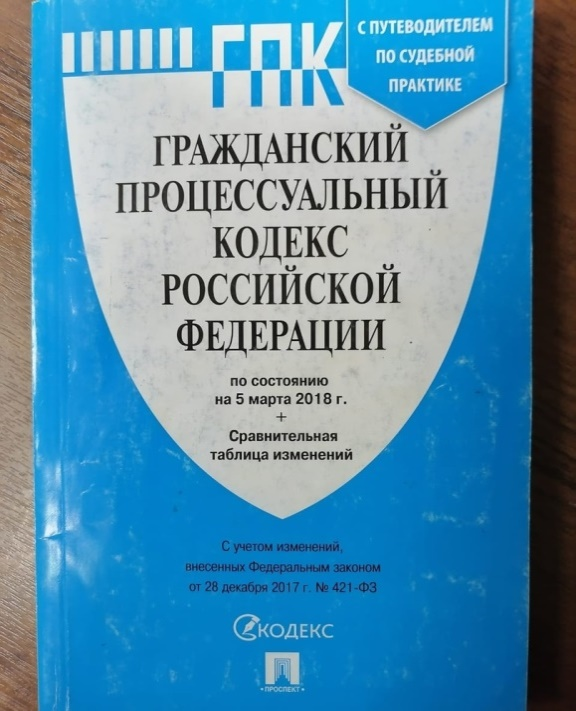 ГПК
С ПУТЕВОДИТЕЛЕМ
ПО СУДЕБНОЙ
ПРАКТИКЕ
ГРАЖДАНСКИЙ
ПРОЦЕССУАЛЬНЫЙ
КОДЕКС
РОССИЙСКОЙ
ФЕДЕРАЦИИ
по состоянию
на 5 марта 2018 г.
+
Сравнительная
таблица изменений
С учетом изменений,
внесенных Федеральным законом
от 28 декабря 2017 г. № 421-ФЗ
КОДЕКС
• ПРОСПЕКТ •